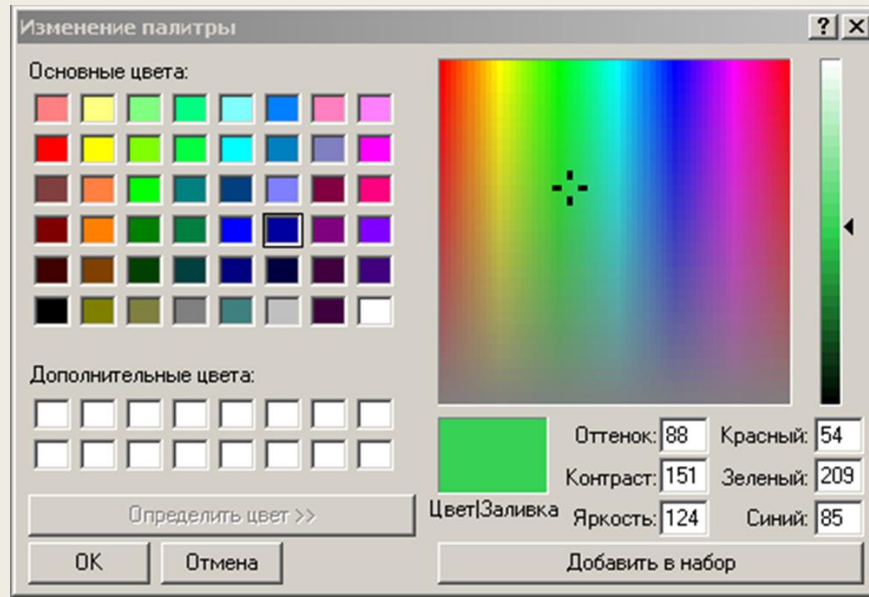 Изменение палитры
Основные цвета:
Дополнительные цвета:
Определить цвет >>
OK
Отмена
Цвет|Заливка
Оттенок: 88
Красный: 54
Контраст: 151
Зеленый: 209
Яркость: 124
Синий: 85
Добавить в набор